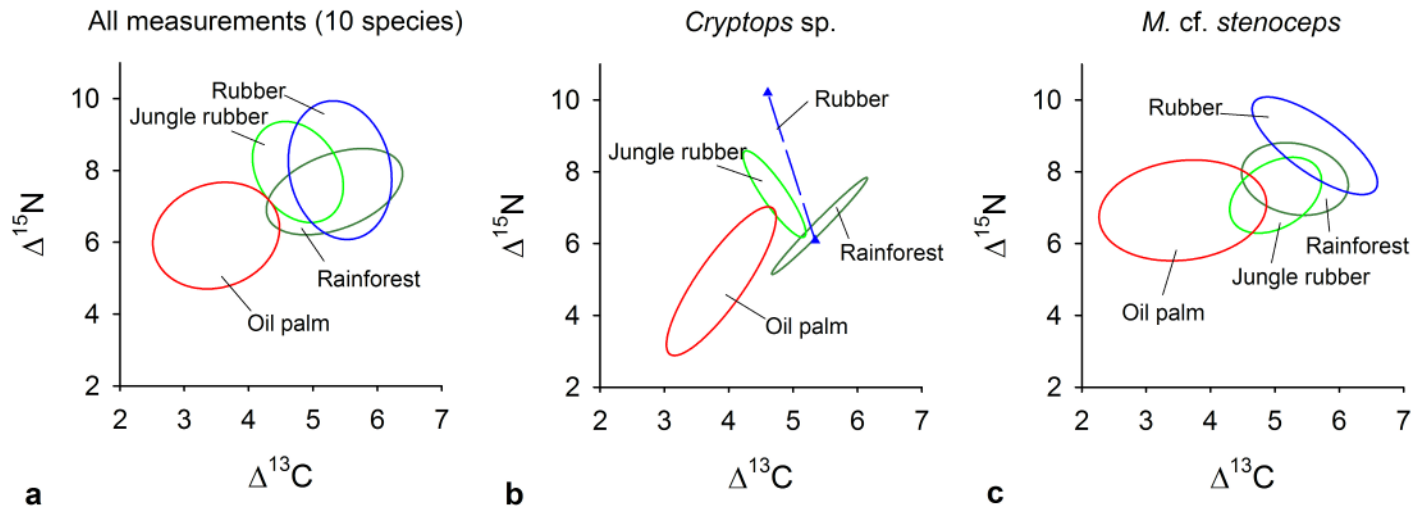 All measurements (10 species)
10
8
6
4
2
Δ15N
Rubber
Jungle rubber
Rainforest
Oil palm
2 3 4 5 6 7
Δ13C
a
Cryptops sp.
10
8
6
4
2
Δ15N
Rubber
Jungle rubber
Rainforest
Oil palm
2 3 4 5 6 7
Δ13C
b
M. cf. stenoceps
10
8
6
4
2
Δ15N
Rubber
Rainforest
Jungle rubber
Oil palm
2 3 4 5 6 7
Δ13C
c